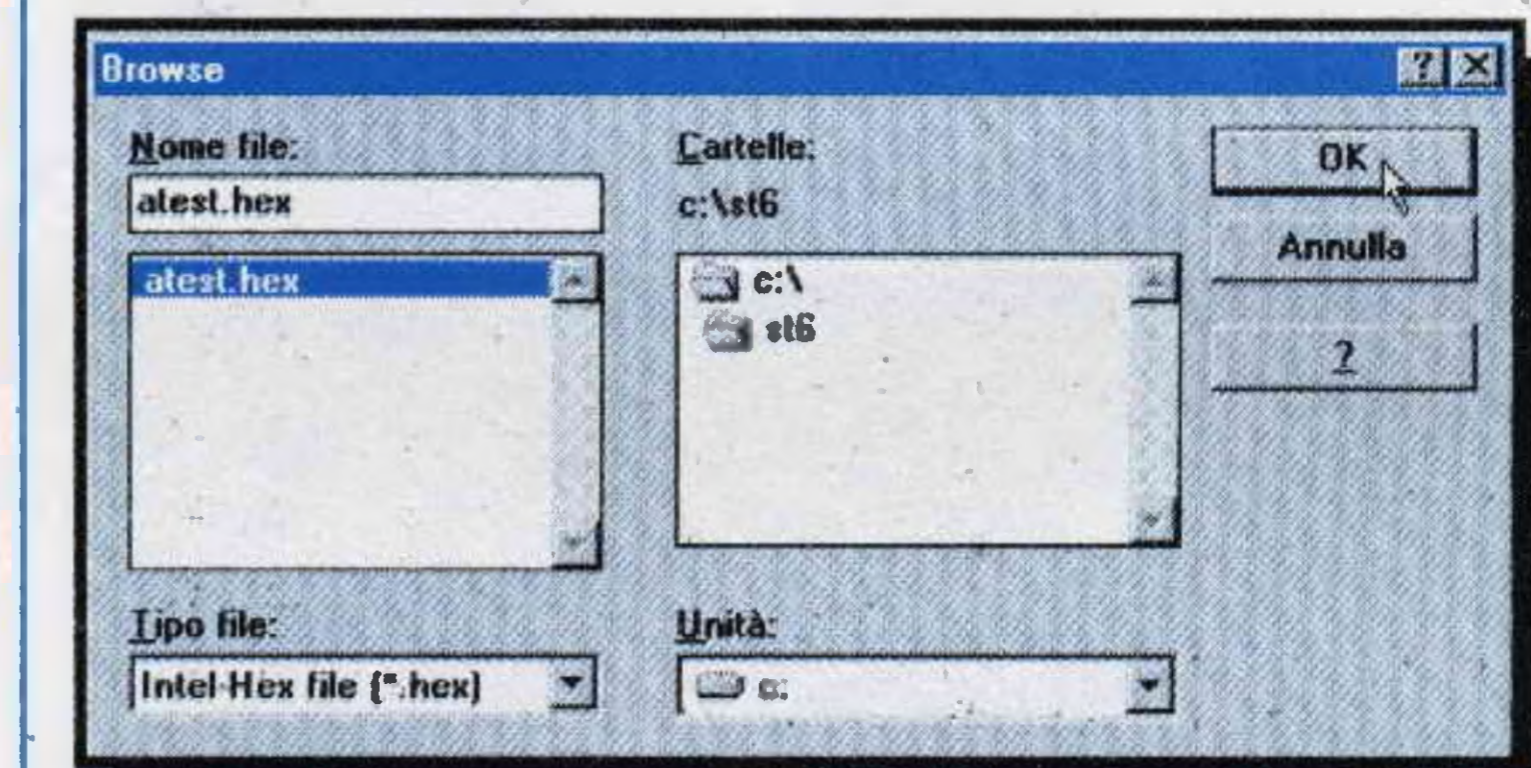 Browse
Nome file:
atest.hex
atest.hex
Tipo file:
Intel-Hex file (*.hex)
Cartelle:
c:\st6
c:\
st6
Unità:
c:
OK
Annulla
?